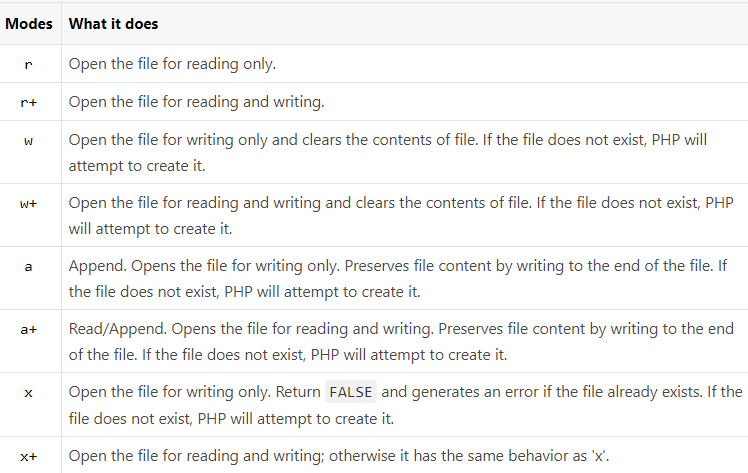 Modes What it does
r Open the file for reading only.
r+ Open the file for reading and writing.
w Open the file for writing only and clears the contents of file. If the file does not exist, PHP will
attempt to create it.
w+ Open the file for reading and writing and clears the contents of file. If the file does not exist, PHP
will attempt to create it.
a Append. Opens the file for writing only. Preserves file content by writing to the end of the file. If
the file does not exist, PHP will attempt to create it.
a+ Read/Append. Opens the file for reading and writing. Preserves file content by writing to the end
of the file. If the file does not exist, PHP will attempt to create it.
x Open the file for writing only. Return FALSE and generates an error if the file already exists. If the
file does not exist, PHP will attempt to create it.
x+ Open the file for reading and writing; otherwise it has the same behavior as 'x'.